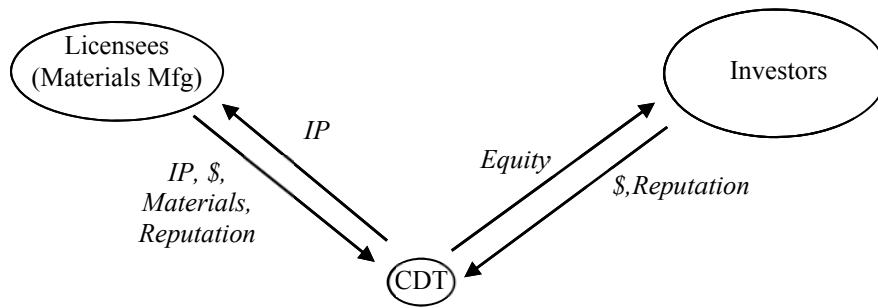 Licensees
(Materials Mfg)
Investors
IP
Equity
IP, $,
Materials,
Reputation
$,Reputation
CDT